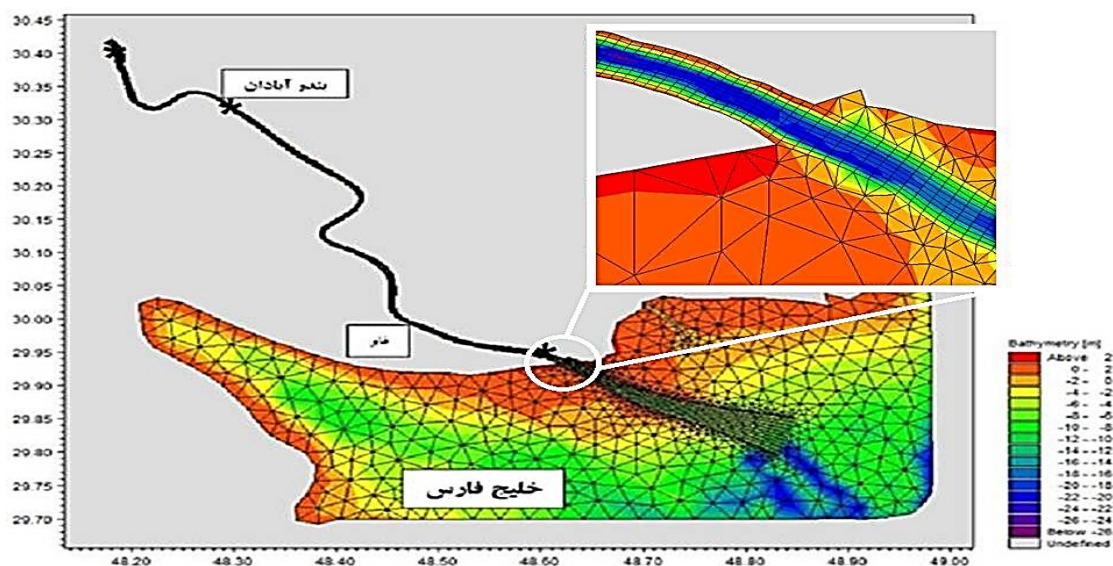 30.45
30.40
30.35
بندر آبادان
30.30
30.25
30.20
30.15
30.10
30.05
30.00
فاو
29.95
29.90
29.85
29.80
29.75
خلیج فارس
29.70
48.20 48.30 48.40 48.50 48.60 48.70 48.80 48.90 49.00
Bathymetry [m]
Above 2
0 - 2
-2 - 0
-4 - -2
-6 - -4
-8 - -6
-10 - -8
-12 - -10
-14 - -12
-16 - -14
-18 - -16
-20 - -18
-22 - -20
-24 - -22
-26 - -24
Below -26
Undefined